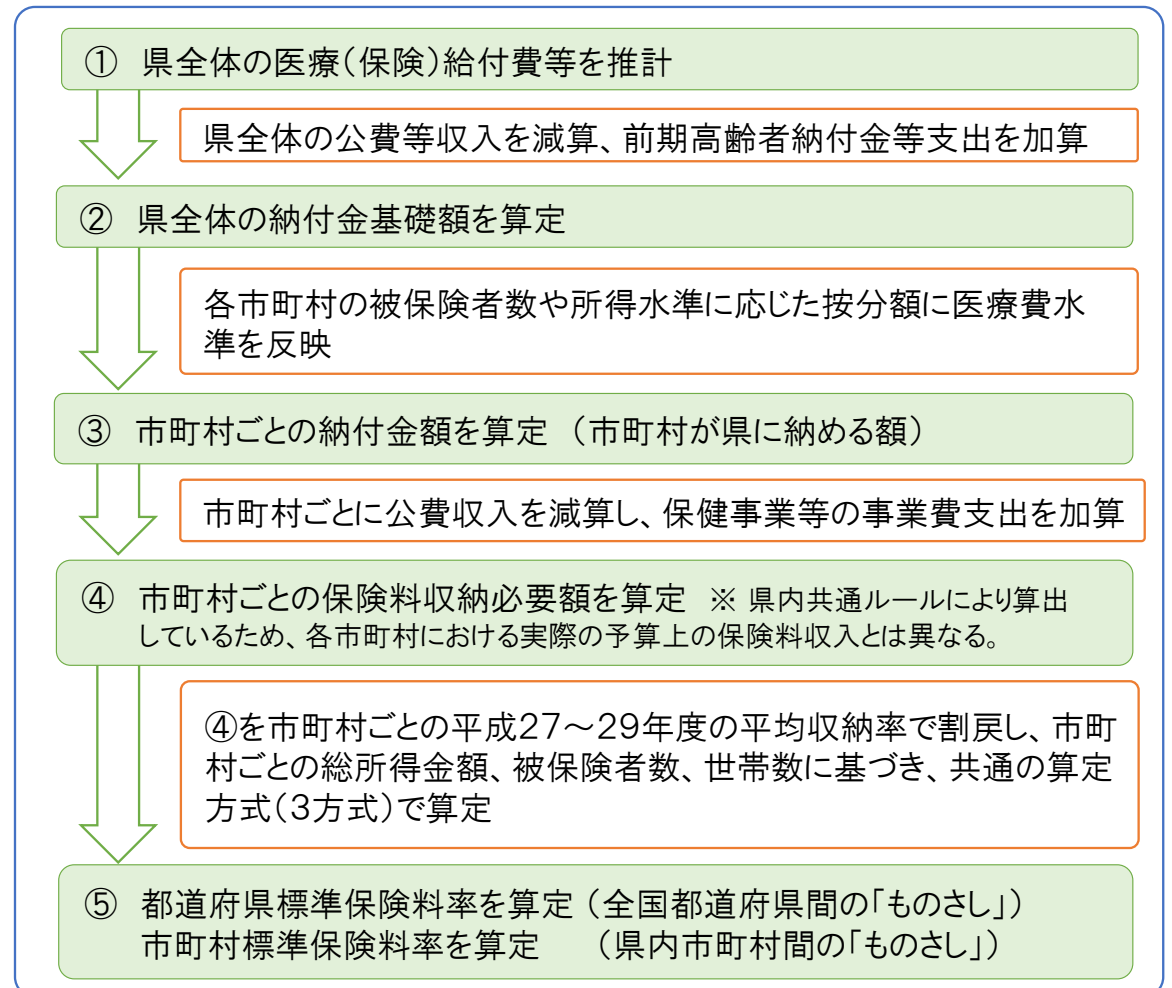 ① 県全体の医療(保険)給付費等を推計
県全体の公費等収入を減算、前期高齢者納付金等支出を加算
② 県全体の納付金基礎額を算定
各市町村の被保険者数や所得水準に応じた按分額に医療費水
準を反映
③ 市町村ごとの納付金額を算定 (市町村が県に納める額)
市町村ごとに公費収入を減算し、保健事業等の事業費支出を加算
④ 市町村ごとの保険料収納必要額を算定 ※ 県内共通ルールにより算出
しているため、各市町村における実際の予算上の保険料収入とは異なる。
④を市町村ごとの平成27~29年度の平均収納率で割戻し、市町
村ごとの総所得金額、被保険者数、世帯数に基づき、共通の算定
方式(3方式)で算定
⑤ 都道府県標準保険料率を算定 (全国都道府県間の「ものさし」)
市町村標準保険料率を算定 (県内市町村間の「ものさし」)